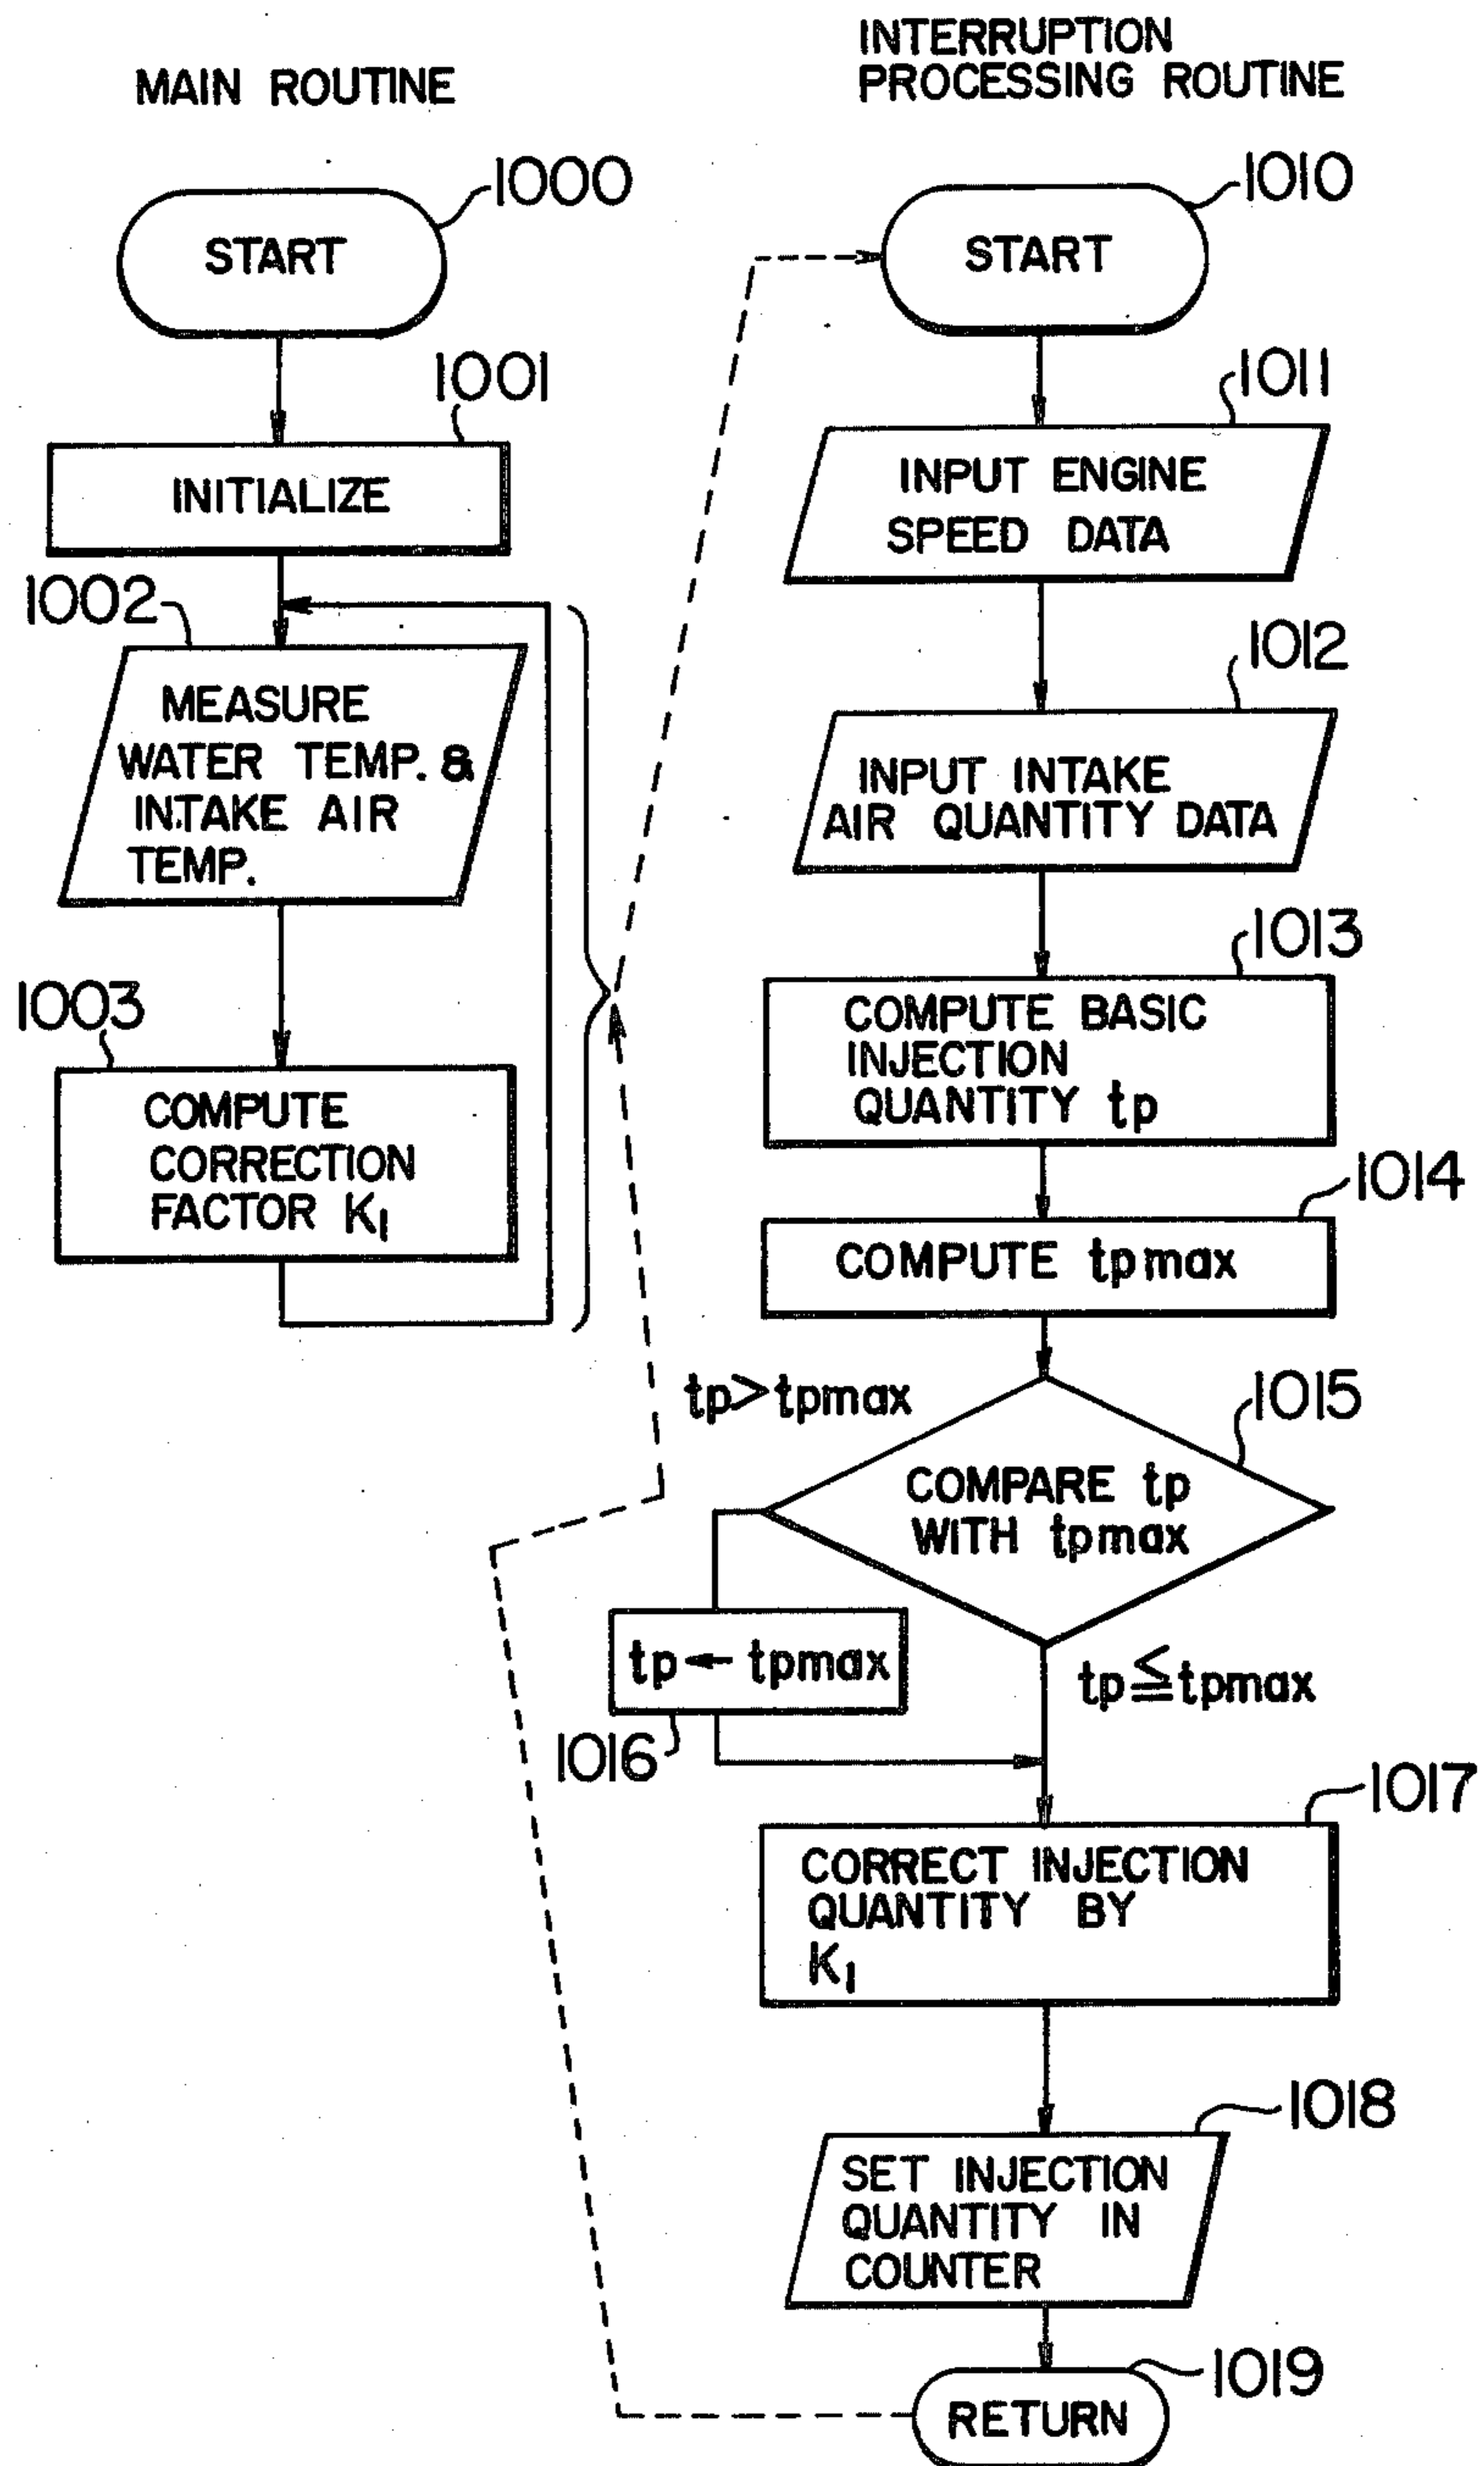 MAIN ROUTINE
1000
START
1001
INITIALIZE
1002
MEASURE
WATER TEMP. &
INTAKE AIR
TEMP.
1003
COMPUTE
CORRECTION
FACTOR K1
INTERRUPTION
PROCESSING ROUTINE
1010
START
1011
INPUT ENGINE
SPEED DATA
1012
INPUT INTAKE
AIR QUANTITY DATA
1013
COMPUTE BASIC
INJECTION
QUANTITY tp
1014
COMPUTE tpmax
tp>tpmax
1015
COMPARE tp
WITH tpmax
tp← tpmax
1016
tp≦tpmax
1017
CORRECT INJECTION
QUANTITY BY
K1
1018
SET INJECTION
QUANTITY IN
COUNTER
1019
RETURN